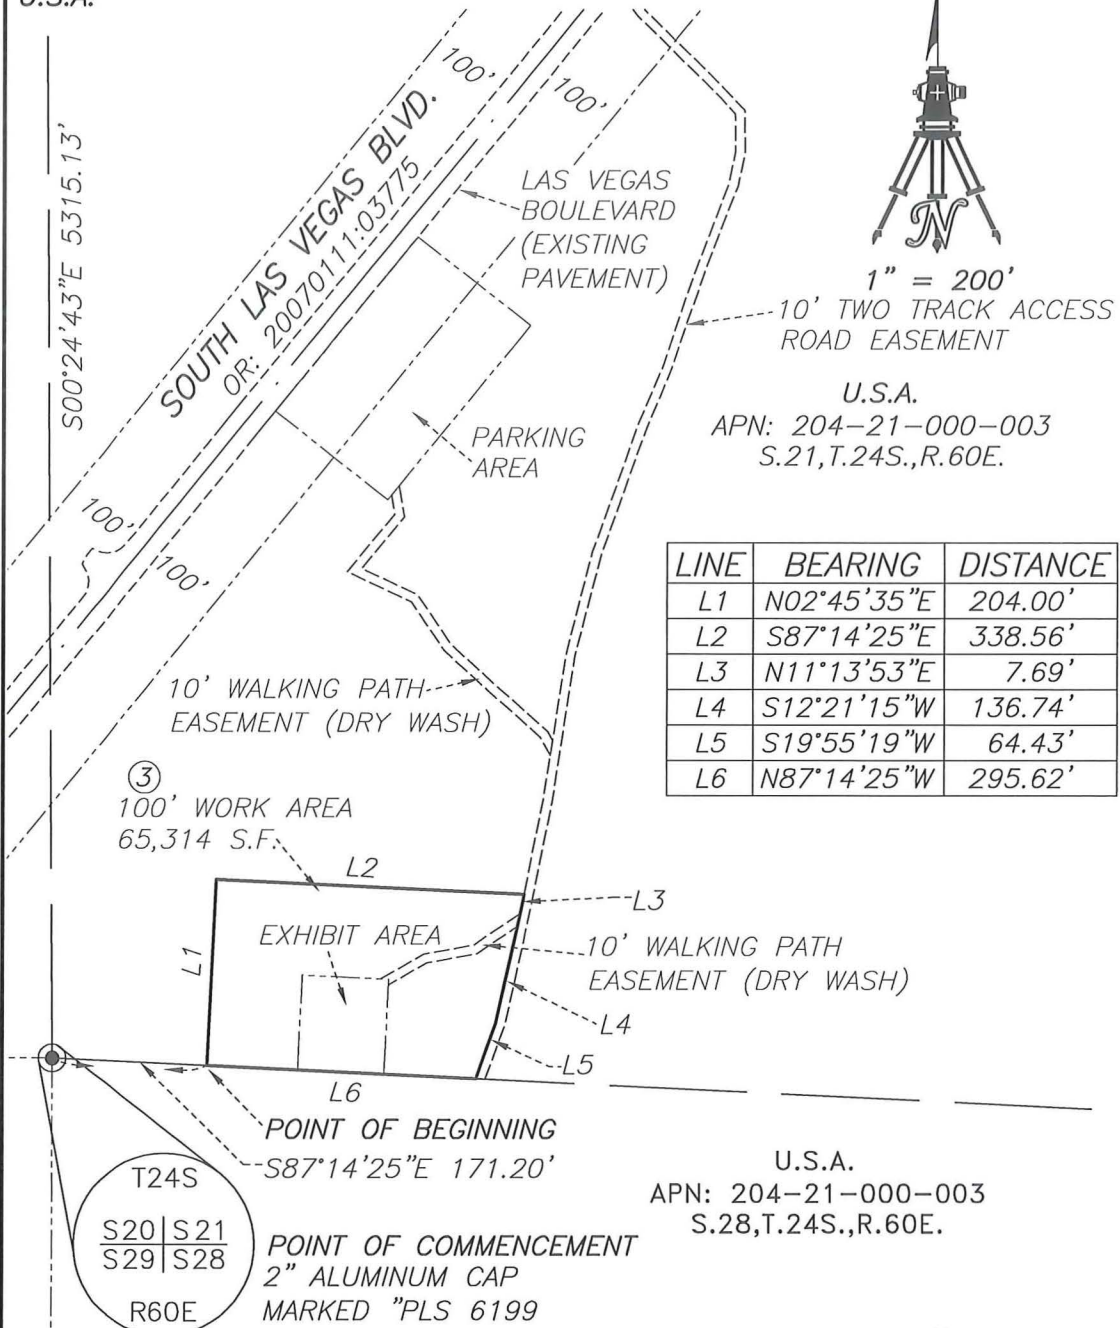 U.S.A.
S00°24'43"E 5315.13'
100'
100'
SOUTH LAS VEGAS BLVD.
OR: 20070111:03775
LAS VEGAS
BOULEVARD
(EXISTING
PAVEMENT)
N
1" = 200'
10' TWO TRACK ACCESS
ROAD EASEMENT
U.S.A.
APN: 204-21-000-003
S.21,T.24S.,R.60E.
PARKING
AREA
100'
100'
LINE BEARING DISTANCE
L1 N02°45'35"E 204.00'
L2 S87°14'25"E 338.56'
L3 N11°13'53"E 7.69'
L4 S12°21'15"W 136.74'
L5 S19°55'19"W 64.43'
L6 N87°14'25"W 295.62'
10' WALKING PATH
EASEMENT (DRY WASH)
3
100' WORK AREA
65,314 S.F.
L2
L3
L1
EXHIBIT AREA
10' WALKING PATH
EASEMENT (DRY WASH)
L4
L5
L6
POINT OF BEGINNING
S87°14'25"E 171.20'
T24S
S20 S21
S29 S28
R60E
POINT OF COMMENCEMENT
2" ALUMINUM CAP
MARKED "PLS 6199
U.S.A.
APN: 204-21-000-003
S.28,T.24S.,R.60E.